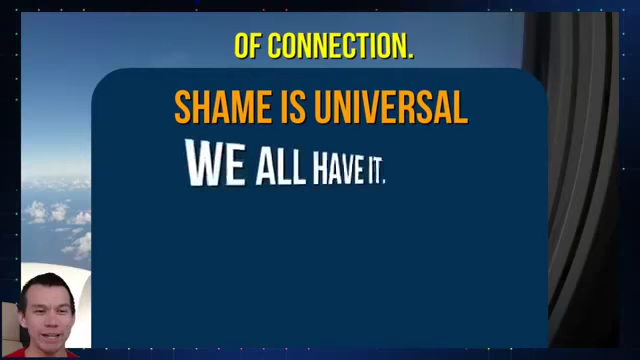 OF CONNECTION.
SHAME IS UNIVERSAL
WE ALL HAVE IT.